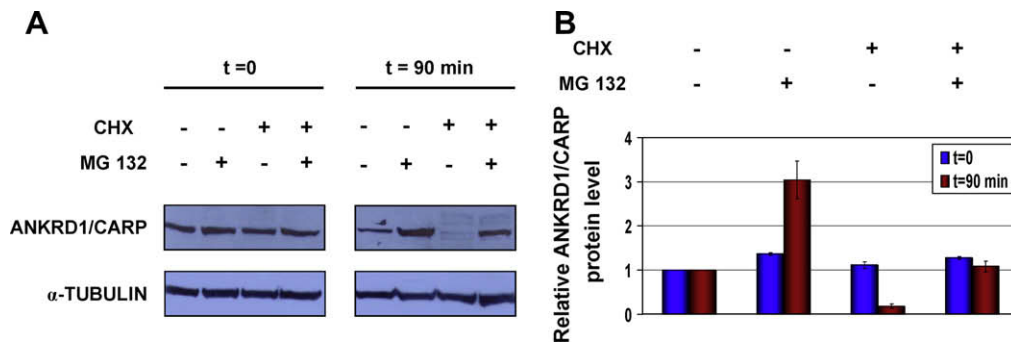 A
t =0
t = 90 min
CHX - - + + - - + +
MG 132 - + - + - + - +
ANKRD1/CARP
α-TUBULIN
B
CHX - - + +
MG 132 - + - +
Relative ANKRD1/CARP
protein level
4
3
2
1
0
t=0
t=90 min